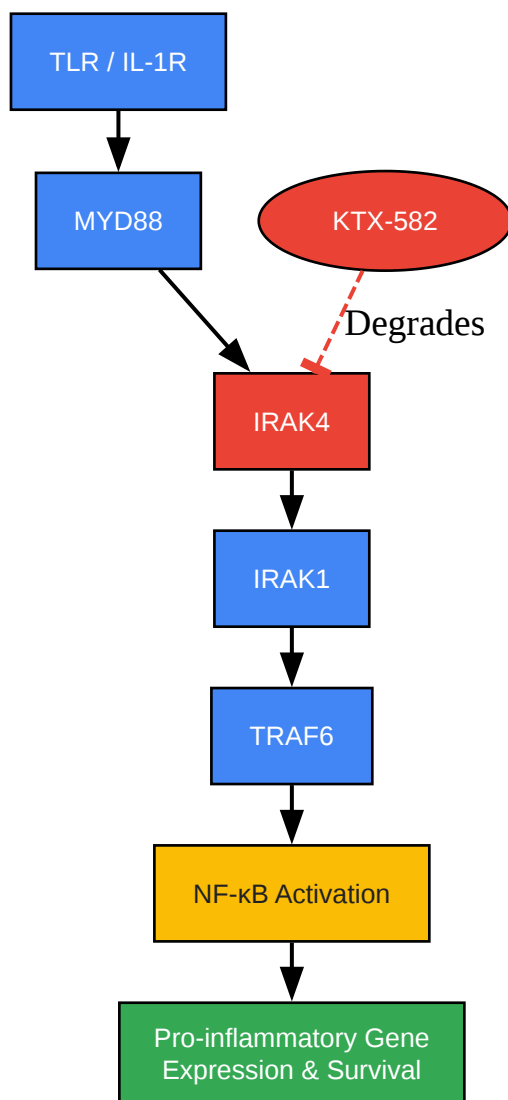 TLR / IL-1R
MYD88
KTX-582
Degrades
IRAK4
IRAK1
TRAF6
NF-κB Activation
Pro-inflammatory Gene
Expression & Survival